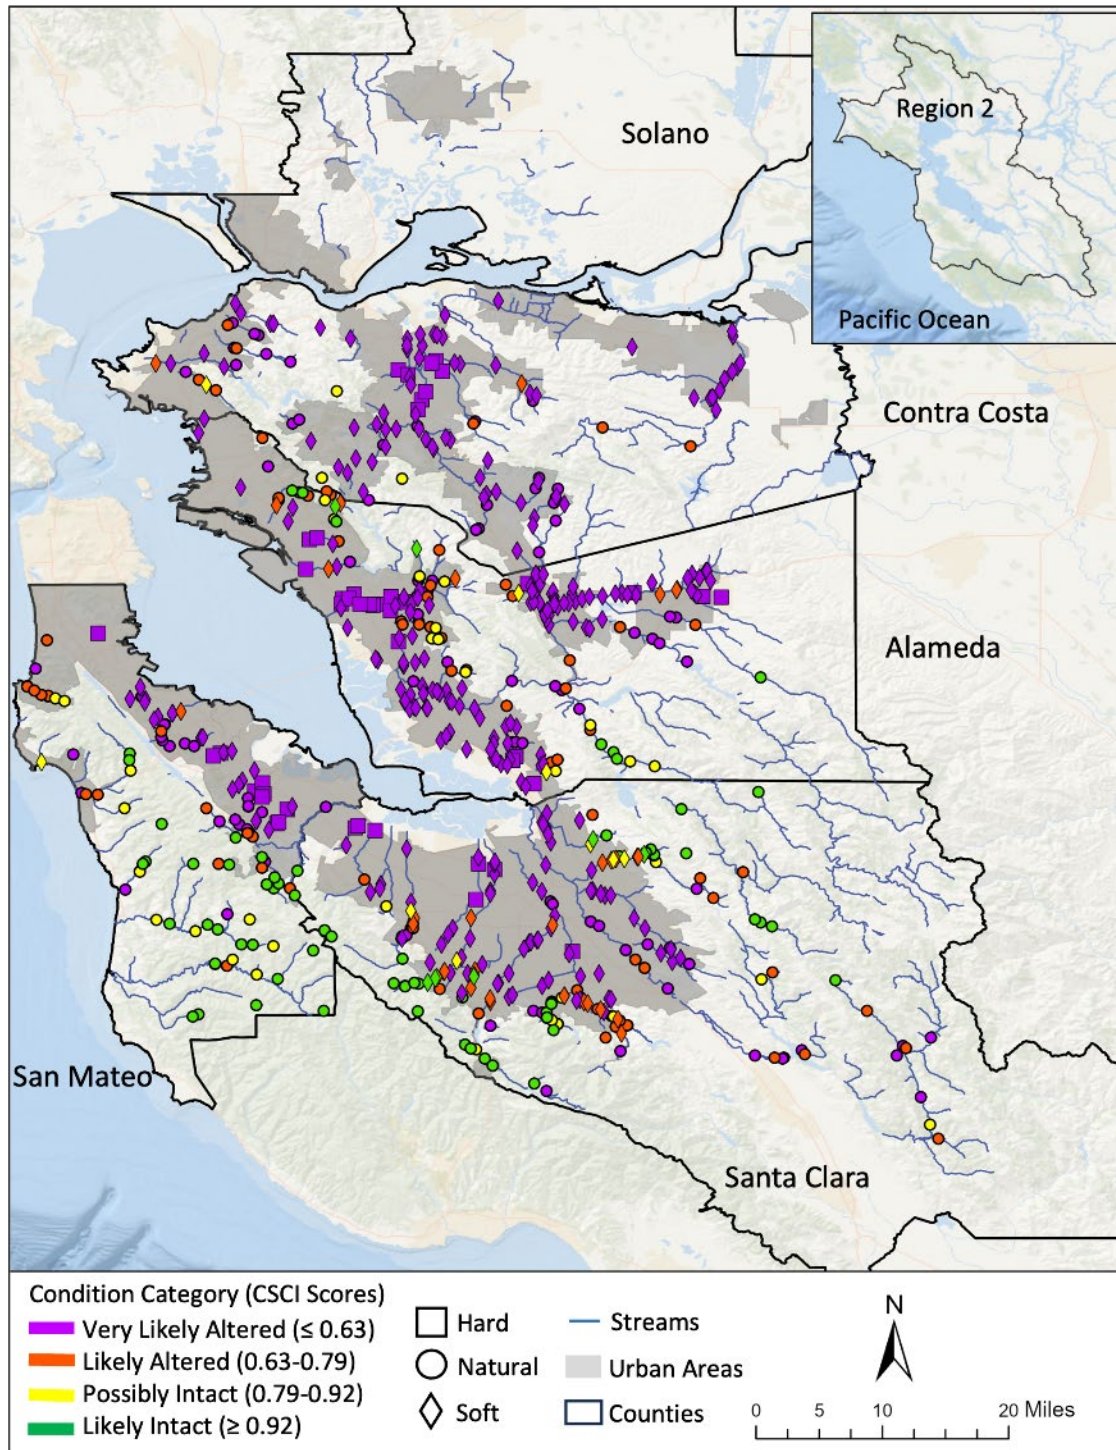 Solano
Region 2
Pacific Ocean
Contra Costa
Alameda
San Mateo
Santa Clara
Condition Category (CSCI Scores)
Very Likely Altered (≤ 0.63)
Likely Altered (0.63-0.79)
Possibly Intact (0.79-0.92)
Likely Intact (≥ 0.92)
Hard
Natural
Soft
Streams
Urban Areas
Counties
N
0 5 10 20 Miles